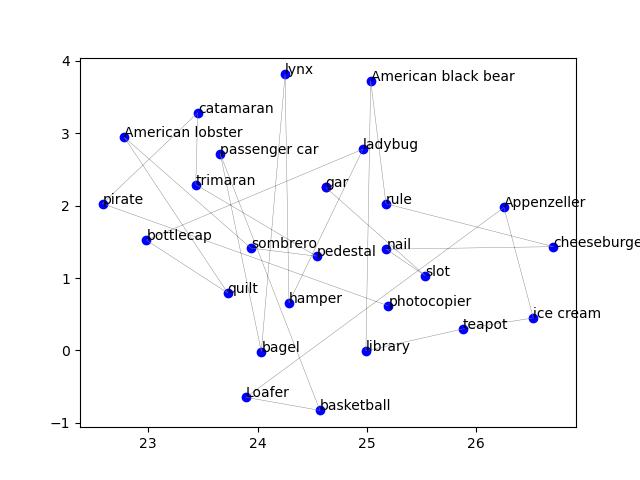 4
lynx
American black bear
catamaran
3
American lobster
ladybug
passenger car
trimaran
gar
2
pirate
rule
Appenzeller
bottlecap
sombrero
nail
cheeseburge
pedestal
1
slot
quilt
hamper
photocopier
ice cream
teapot
0
bagel
library
Loafer
basketball
−1
23
24
25
26